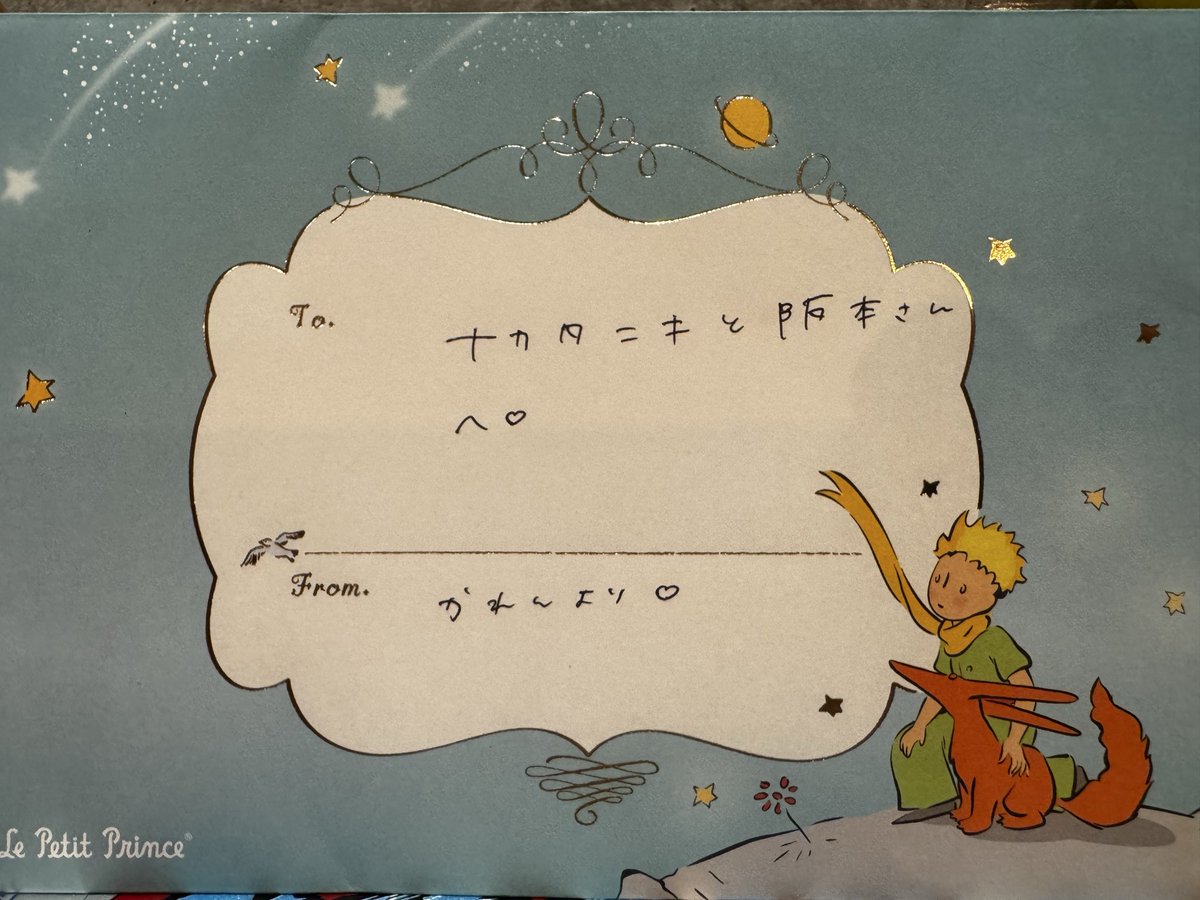 To.
ナカタニキと阪本さん
へ♡
From.
かれんより♡
Le Petit Prince®